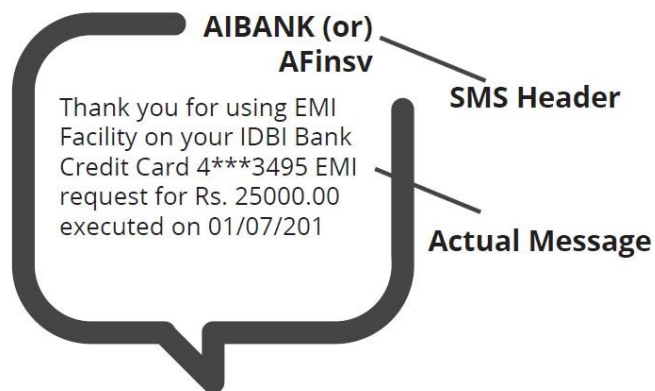 AIBANK (or)
AFinsv
SMS Header
Thank you for using EMI
Facility on your IDBI Bank
Credit Card 4***3495 EMI
request for Rs. 25000.00
executed on 01/07/201
Actual Message